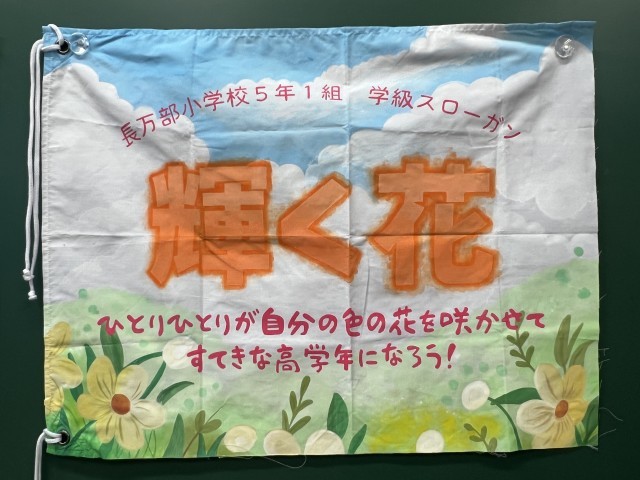 長万部小学校５年１組　学級スローガン
輝く花
ひとりひとりが自分の色の花を咲かせて
すてきな高学年になろう！